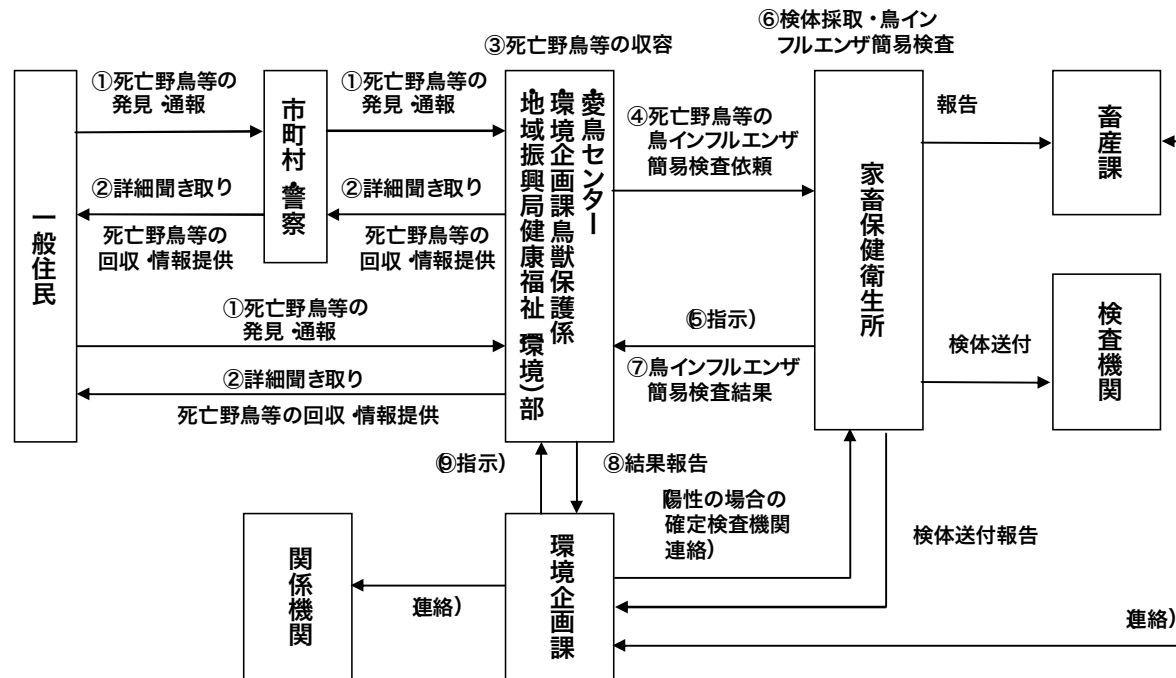 ⑥検体採取・鳥イン
フルエンザ簡易検査
③死亡野鳥等の収容
①死亡野鳥等の
発見・通報
①死亡野鳥等の
発見・通報
②詳細聞き取り
②詳細聞き取り
死亡野鳥等の
回収・情報提供
死亡野鳥等の
回収・情報提供
①死亡野鳥等の
発見・通報
②詳細聞き取り
死亡野鳥等の回収・情報提供
一般住民
市町村・警察
・愛鳥センター
・環境企画課鳥獣保護係
・地域振興局健康福祉(環境)部
④死亡野鳥等の
鳥インフルエンザ
簡易検査依頼
(⑤指示)
⑦鳥インフルエンザ
簡易検査結果
家畜保健衛生所
報告
畜産課
検体送付
検査機関
(⑨指示)
⑧結果報告
(陽性の場合の
確定検査機関
連絡)
検体送付報告
関係機関
(連絡)
環境企画課
(連絡)